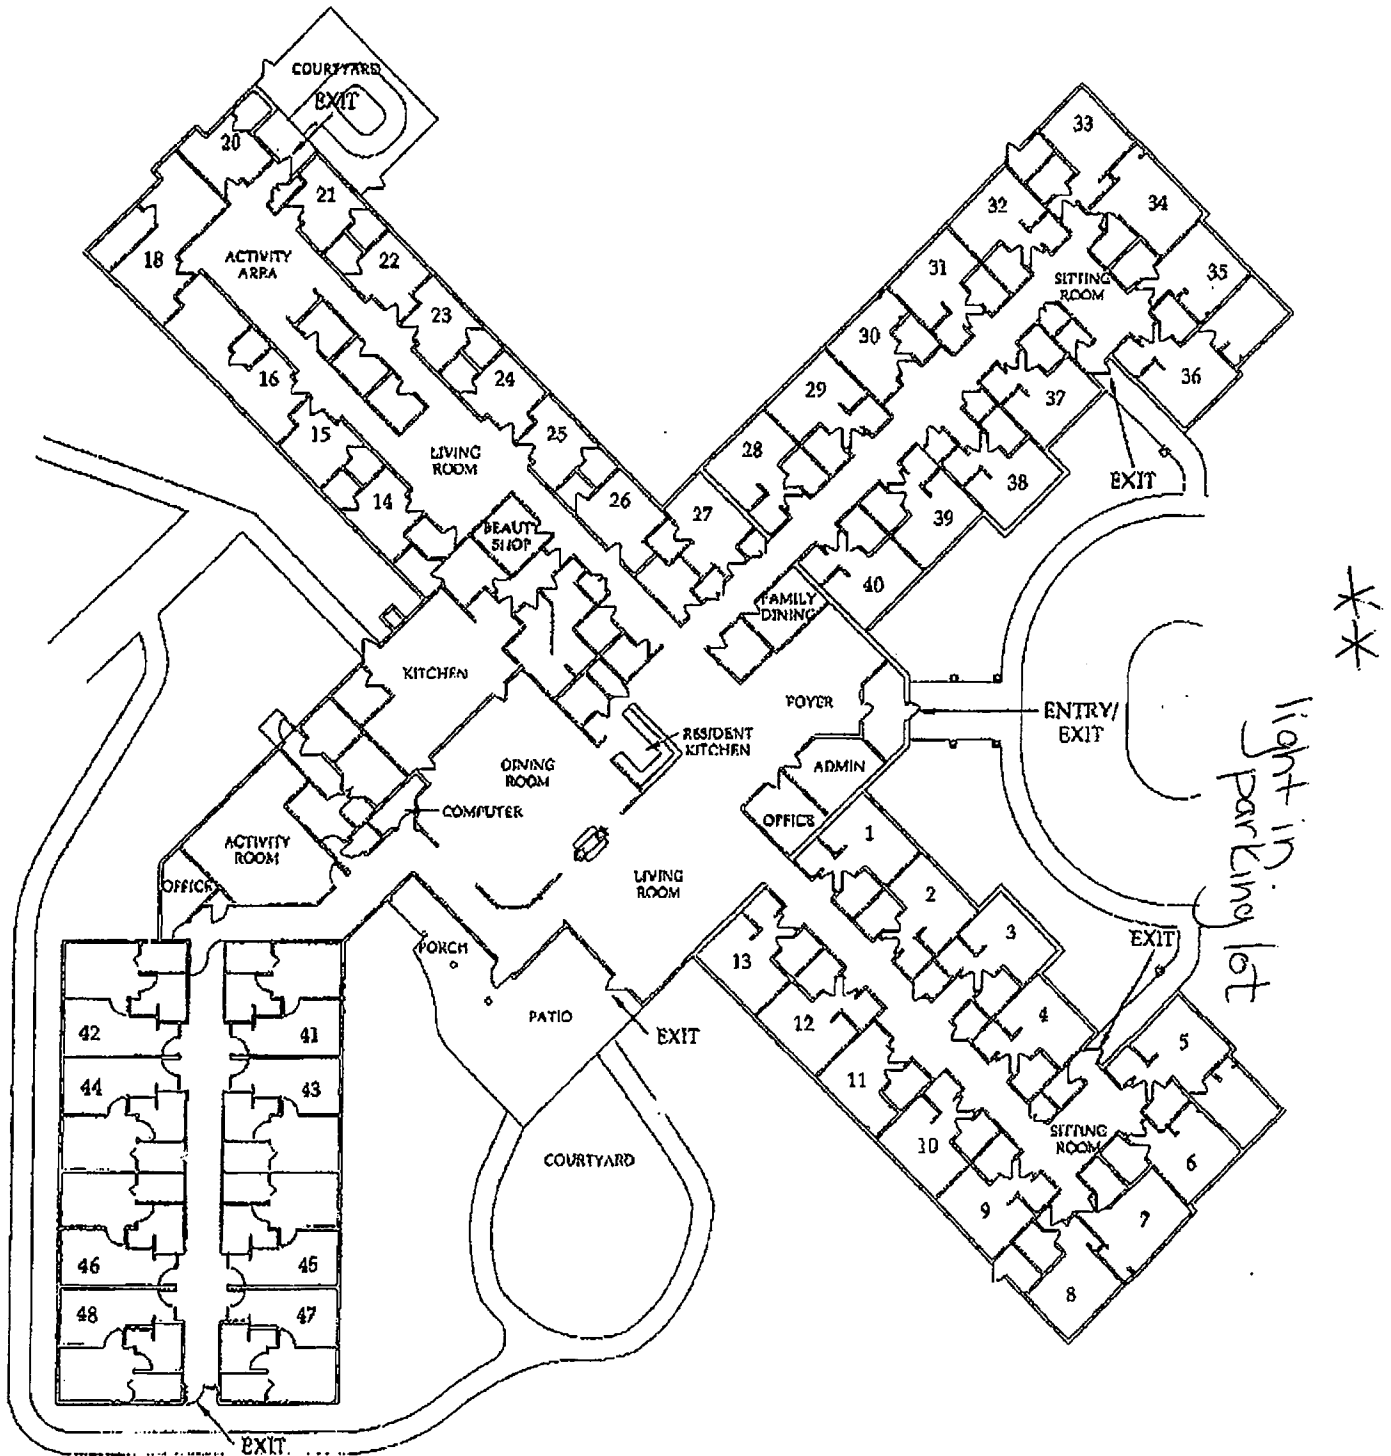 COURTYARD
EXIT
20
21
18
ACTIVITY
AREA
22
23
16
24
15
LIVING
ROOM
25
14
26
BEAUTY
SHOP
27
28
29
30
31
32
33
34
35
SITTING
ROOM
36
37
EXIT
38
39
40
FAMILY
DINING
KITCHEN
FOYER
ENTRY/
EXIT
RESIDENT
KITCHEN
DINING
ROOM
ADMIN
COMPUTER
OFFICE
ACTIVITY
ROOM
OFFICE
LIVING
ROOM
1
2
3
EXIT
4
5
13
12
11
10
9
SITTING
ROOM
6
7
8
PORCH
PATIO
EXIT
COURTYARD
42
41
44
43
46
45
48
47
EXIT
**
light in
parking lot